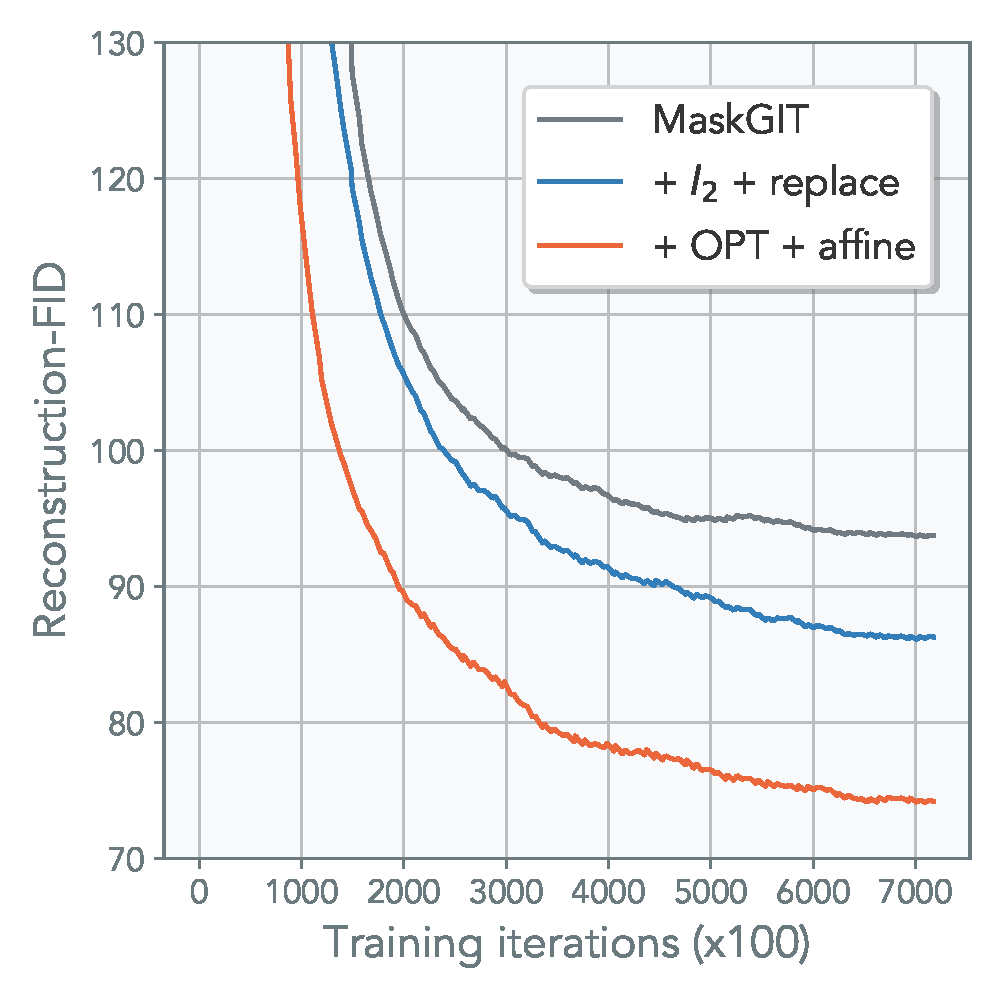 130
120
110
100
90
80
70
Reconstruction-FID
MaskGIT
+ l₂ + replace
+ OPT + affine
0 1000 2000 3000 4000 5000 6000 7000
Training iterations (x100)